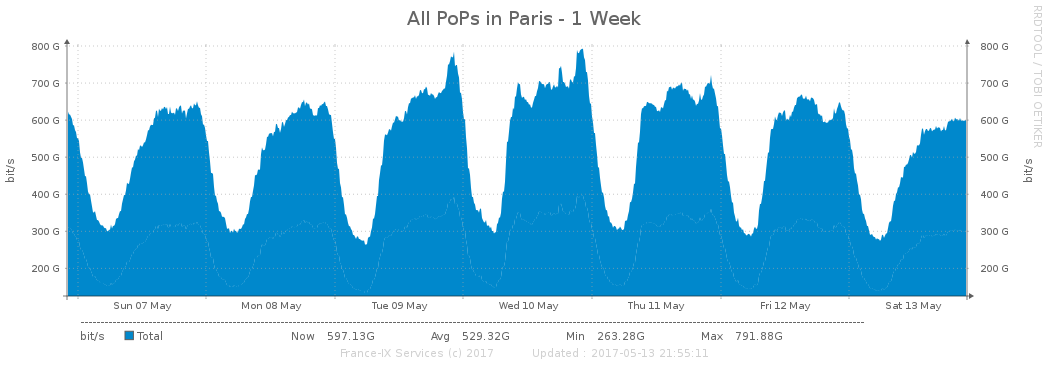 All PoPs in Paris - 1 Week
RRDTOOL / TOBI OETIKER
800 G 800 G
700 G 700 G
600 G 600 G
500 G 500 G
400 G 400 G
300 G 300 G
200 G 200 G
bit/s bit/s
Sun 07 May Mon 08 May Tue 09 May Wed 10 May Thu 11 May Fri 12 May Sat 13 May
bit/s Total Now 597.13G Avg 529.32G Min 263.28G Max 791.88G
France-IX Services (c) 2017 Updated : 2017-05-13 21:55:11